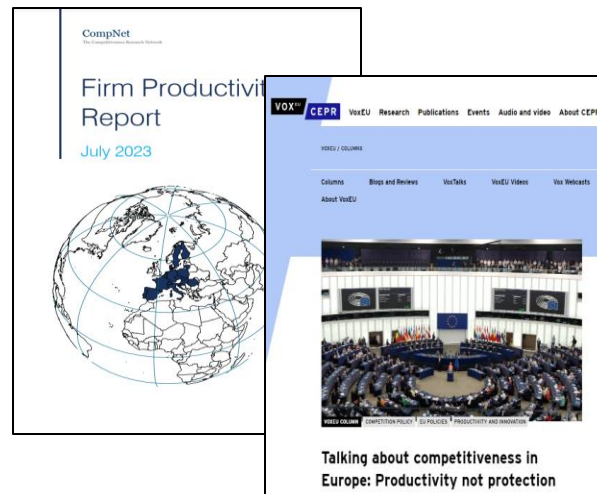 CompNet
The Competitiveness Research Network
Firm Productivit
Report
July 2023
VOX EU
CEPR
VoxEU Research Publications Events Audio and video About CEPR
VOXEU / COLUMNS
Columns Blogs and Reviews VoxTalks VoxEU Videos Vox Webcasts
About VoxEU
VOXEU COLUMN COMPETITION POLICY EU POLICIES PRODUCTIVITY AND INNOVATION
Talking about competitiveness in
Europe: Productivity not protection